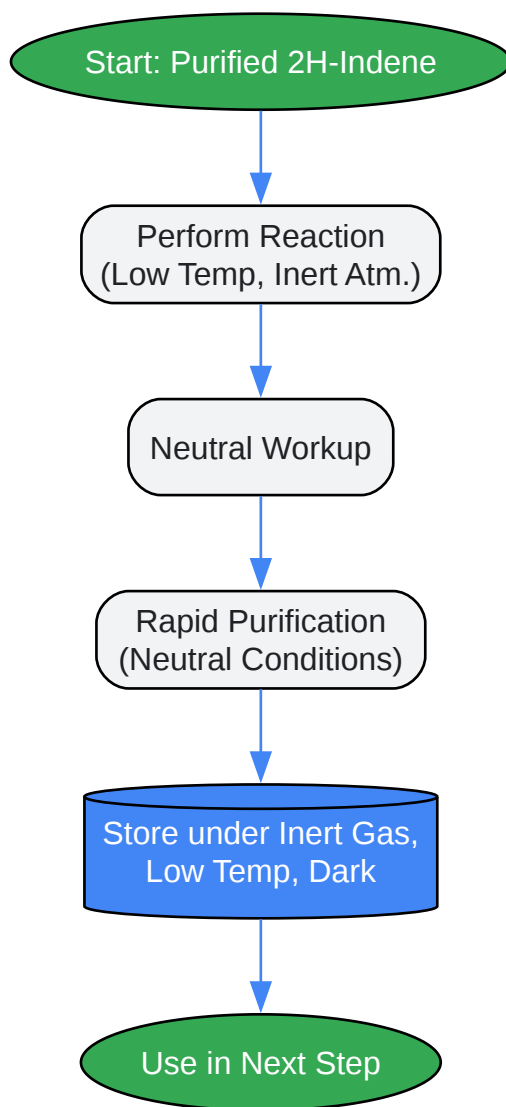 Start: Purified 2H-Indene
Perform Reaction
(Low Temp, Inert Atm.)
Neutral Workup
Rapid Purification
(Neutral Conditions)
Store under Inert Gas,
Low Temp, Dark
Use in Next Step